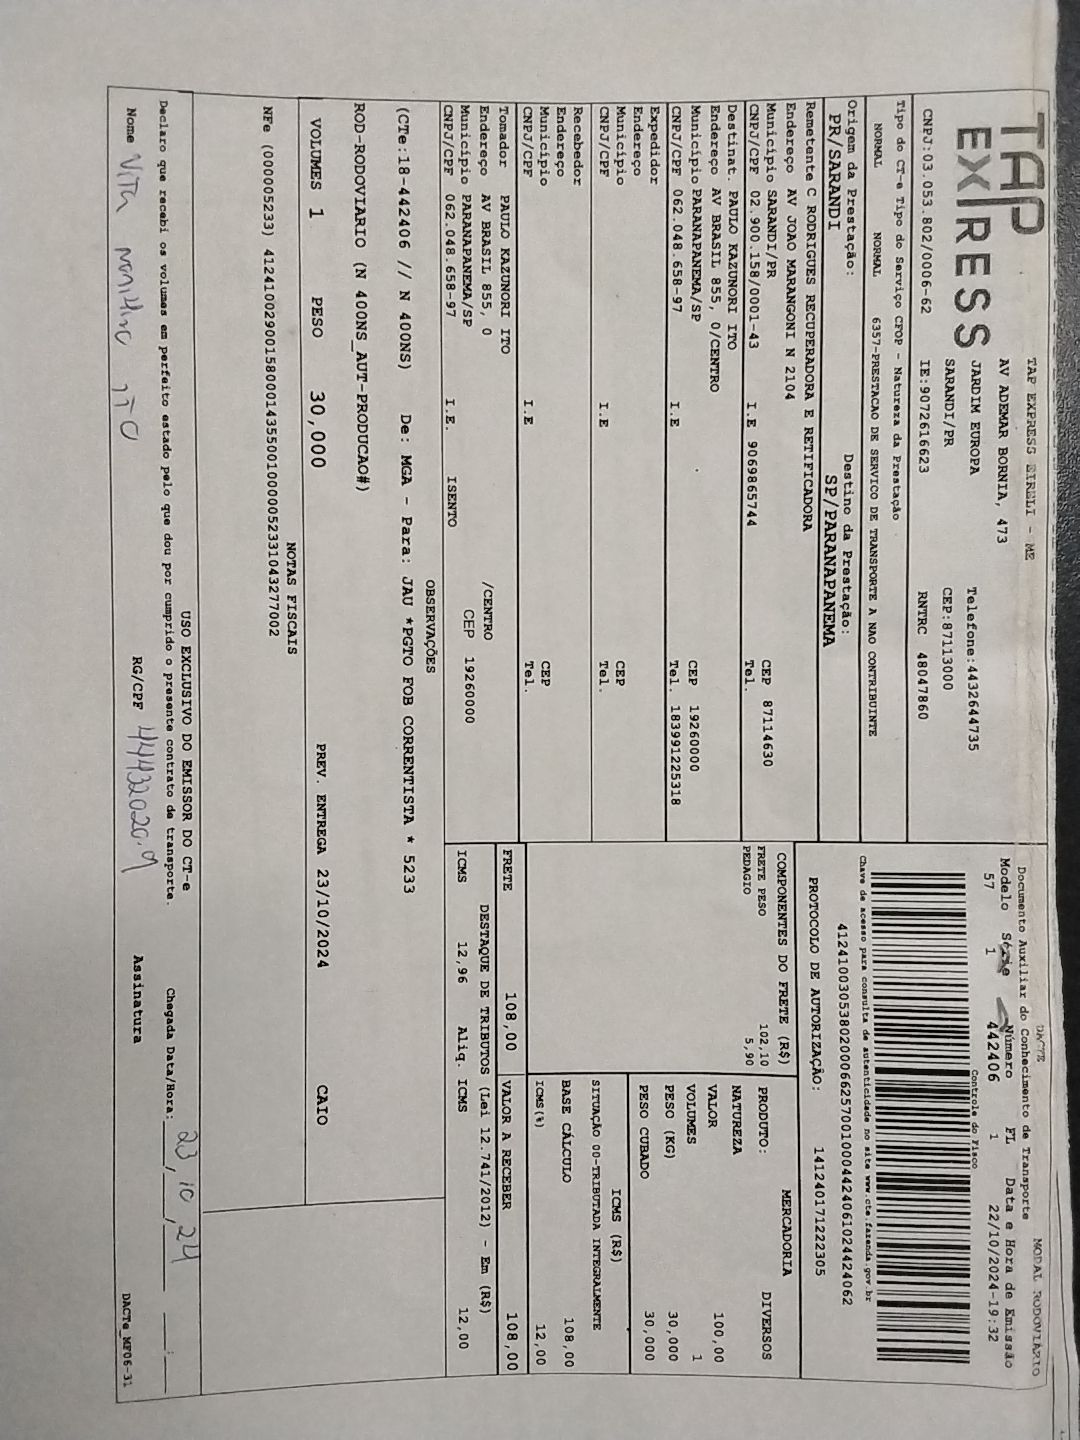 TAP
EXPRESS
TAP EXPRESS EIRELI - ME
AV ADEMAR BORNIA, 473
JARDIM EUROPA Telefone:4432644735
SARANDI/PR CEP:87113000
CNPJ:03.053.802/0006-62 IE:9072616623 RNTRC 48047860
Tipo do CT-e Tipo do Serviço CFOP - Natureza da Prestação
NORMAL NORMAL 6357-PRESTACAO DE SERVICO DE TRANSPORTE A NAO CONTRIBUINTE
Origem da Prestação: Destino da Prestação:
PR/SARANDI SP/PARANAPANEMA
DACTE MODAL RODOVIÁRIO
Documento Auxiliar do Conhecimento de Transporte
Modelo Série Número FL Data e Hora de Emissão
57 1 442406 1 22/10/2024-19:32
Controle do Fisco
Chave de acesso para consulta de autenticidade no site www.cte.fazenda.gov.br
41241003053802000662570010004424061024424062
PROTOCOLO DE AUTORIZAÇÃO: 141240171222305
Remetente C RODRIGUES RECUPERADORA E RETIFICADORA
Endereço AV JOAO MARANGONI N 2104
Município SARANDI/PR CEP 87114630
CNPJ/CPF 02.900.158/0001-43 I.E 9069865744 Tel.
Destinat. PAULO KAZUNORI ITO
Endereço AV BRASIL 855, 0/CENTRO
Município PARANAPANEMA/SP CEP 19260000
CNPJ/CPF 062.048.658-97 I.E Tel. 183991225318
Expedidor
Endereço
Município CEP
CNPJ/CPF I.E Tel.
Recebedor
Endereço
Município CEP
CNPJ/CPF I.E Tel.
Tomador PAULO KAZUNORI ITO
Endereço AV BRASIL 855, 0 /CENTRO
Município PARANAPANEMA/SP CEP 19260000
CNPJ/CPF 062.048.658-97 I.E. ISENTO
COMPONENTES DO FRETE (R$)
FRETE PESO 102,10
PEDAGIO 5,90
MERCADORIA
PRODUTO: DIVERSOS
NATUREZA
VALOR 100,00
VOLUMES 1
PESO (KG) 30,000
PESO CUBADO 30,000
ICMS (R$)
SITUAÇÃO 00-TRIBUTADA INTEGRALMENTE
BASE CÁLCULO 108,00
ICMS(%) 12,00
FRETE 108,00 VALOR A RECEBER 108,00
DESTAQUE DE TRIBUTOS (Lei 12.741/2012) - Em (R$)
ICMS 12,96 Aliq. ICMS 12,00
OBSERVAÇÕES
(CTe:18-442406 // N 400NS) De: MGA - Para: JAU *PGTO FOB CORRENTISTA * 5233
ROD-RODOVIARIO (N 400NS_AUT-PRODUCAO#)
VOLUMES 1 PESO 30,000 PREV. ENTREGA 23/10/2024 CAIO
NOTAS FISCAIS
NFe (000005233) 41241002900158000143550010000052331043277002
USO EXCLUSIVO DO EMISSOR DO CT-e
Declaro que recebi os volumes em perfeito estado pelo que dou por cumprido o presente contrato de transporte. Chegada Data/Hora: 23/10/24 :
Nome ITO RG/CPF 44432020.9 Assinatura
DACTe_MF06-31